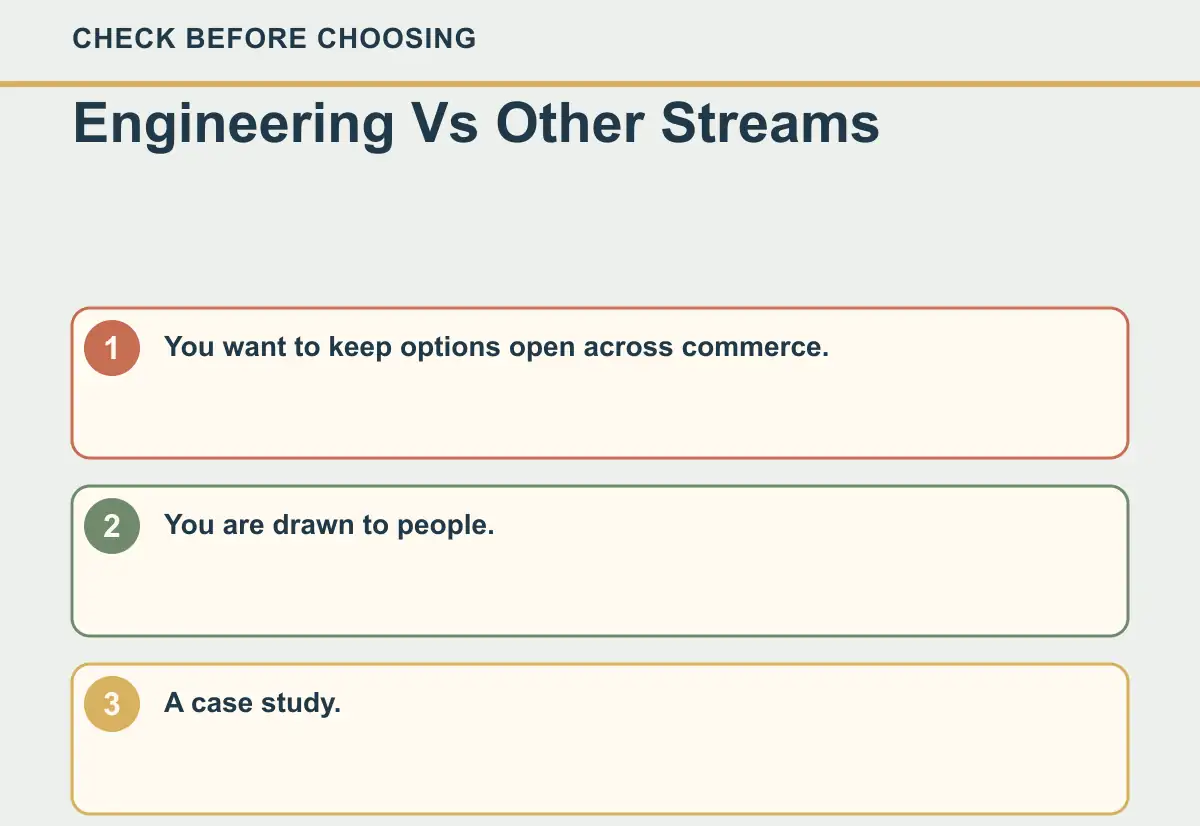 CHECK BEFORE CHOOSING
Engineering Vs Other Streams
1
You want to keep options open across commerce.
2
You are drawn to people.
3
A case study.